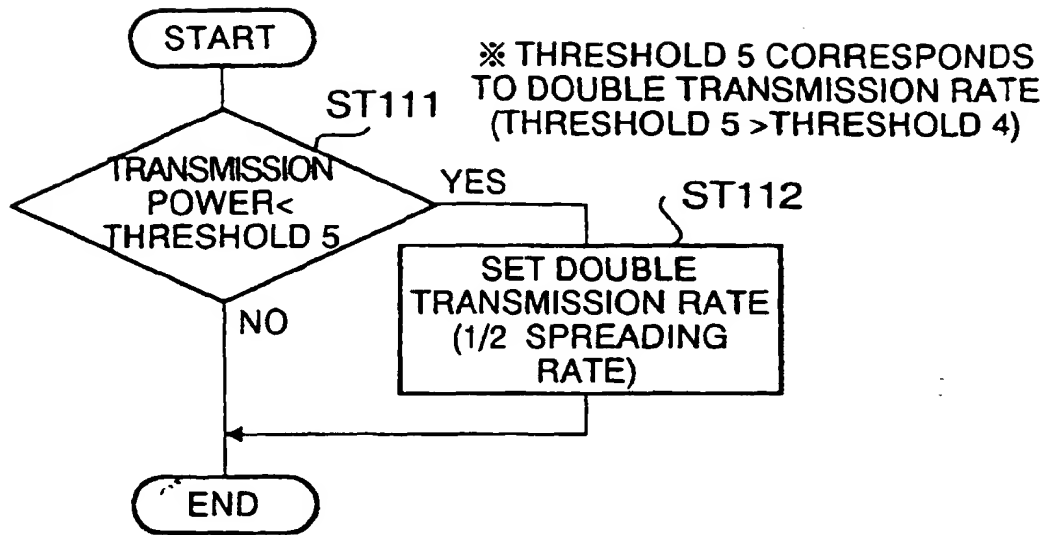 START
※ THRESHOLD 5 CORRESPONDS
TO DOUBLE TRANSMISSION RATE
(THRESHOLD 5 >THRESHOLD 4)
ST111
TRANSMISSION
POWER<
THRESHOLD 5
YES
ST112
SET DOUBLE
TRANSMISSION RATE
(1/2 SPREADING
RATE)
NO
END